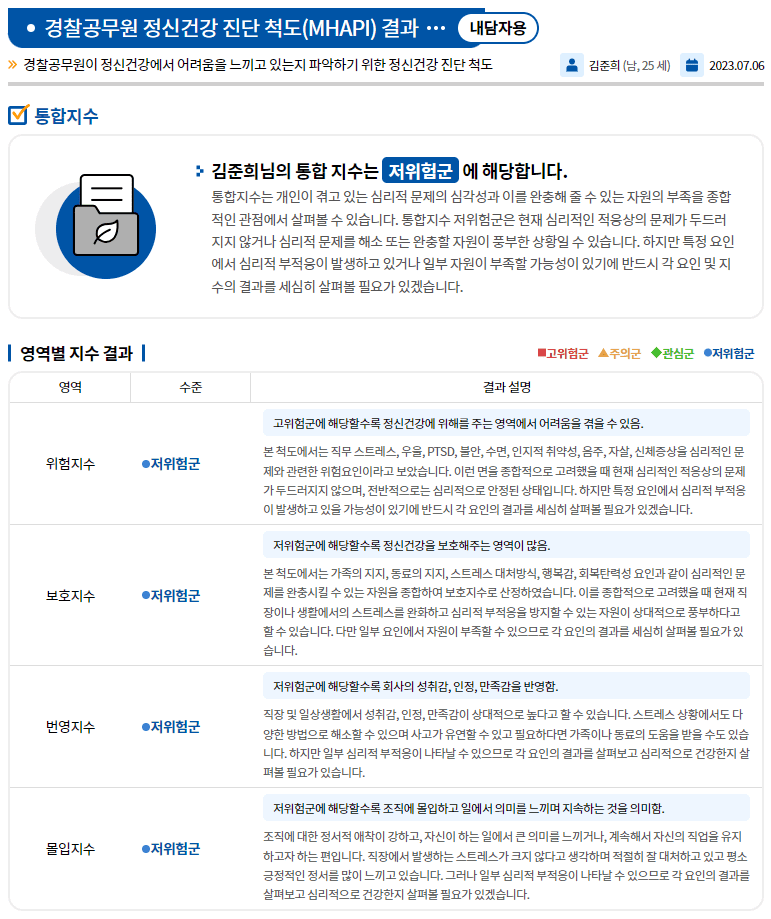 경찰공무원 정신건강 진단 척도(MHAPI) 결과 ··· 내담자용
경찰공무원이 정신건강에서 어려움을 느끼고 있는지 파악하기 위한 정신건강 진단 척도
김준희 (남, 25 세) 2023.07.06
통합지수
김준희님의 통합 지수는 저위험군 에 해당합니다.
통합지수는 개인이 겪고 있는 심리적 문제의 심각성과 이를 완충해 줄 수 있는 자원의 부족을 종합
적인 관점에서 살펴볼 수 있습니다. 통합지수 저위험군은 현재 심리적인 적응상의 문제가 두드러
지지 않거나 심리적 문제를 해소 또는 완충할 자원이 풍부한 상황일 수 있습니다. 하지만 특정 요인
에서 심리적 부적응이 발생하고 있거나 일부 자원이 부족할 가능성이 있기에 반드시 각 요인 및 지
수의 결과를 세심히 살펴볼 필요가 있겠습니다.
영역별 지수 결과
■고위험군 ▲주의군 ◆관심군 ●저위험군
영역 수준 결과 설명
위험지수
●저위험군
고위험군에 해당할수록 정신건강에 위해를 주는 영역에서 어려움을 겪을 수 있음.
본 척도에서는 직무 스트레스, 우울, PTSD, 불안, 수면, 인지적 취약성, 음주, 자살, 신체증상을 심리적인 문
제와 관련한 위험요인이라고 보았습니다. 이런 면을 종합적으로 고려했을 때 현재 심리적인 적응상의 문제
가 두드러지지 않으며, 전반적으로는 심리적으로 안정된 상태입니다. 하지만 특정 요인에서 심리적 부적응
이 발생하고 있을 가능성이 있기에 반드시 각 요인의 결과를 세심히 살펴볼 필요가 있겠습니다.
보호지수
●저위험군
저위험군에 해당할수록 정신건강을 보호해주는 영역이 많음.
본 척도에서는 가족의 지지, 동료의 지지, 스트레스 대처방식, 행복감, 회복탄력성 요인과 같이 심리적인 문
제를 완충시킬 수 있는 자원을 종합하여 보호지수로 산정하였습니다. 이를 종합적으로 고려했을 때 현재 직
장이나 생활에서의 스트레스를 완화하고 심리적 부적응을 방지할 수 있는 자원이 상대적으로 풍부하다고
할 수 있습니다. 다만 일부 요인에서 자원이 부족할 수 있으므로 각 요인의 결과를 세심히 살펴볼 필요가 있
습니다.
번영지수
●저위험군
저위험군에 해당할수록 회사의 성취감, 인정, 만족감을 반영함.
직장 및 일상생활에서 성취감, 인정, 만족감이 상대적으로 높다고 할 수 있습니다. 스트레스 상황에서도 다
양한 방법으로 해소할 수 있으며 사고가 유연할 수 있고 필요하다면 가족이나 동료의 도움을 받을 수도 있습
니다. 하지만 일부 심리적 부적응이 나타날 수 있으므로 각 요인의 결과를 살펴보고 심리적으로 건강한지 살
펴볼 필요가 있습니다.
몰입지수
●저위험군
저위험군에 해당할수록 조직에 몰입하고 일에서 의미를 느끼며 지속하는 것을 의미함.
조직에 대한 정서적 애착이 강하고, 자신이 하는 일에서 큰 의미를 느끼거나, 계속해서 자신의 직업을 유지
하고자 하는 편입니다. 직장에서 발생하는 스트레스가 크지 않다고 생각하며 적절히 잘 대처하고 있고 평소
긍정적인 정서를 많이 느끼고 있습니다. 그러나 일부 심리적 부적응이 나타날 수 있으므로 각 요인의 결과를
살펴보고 심리적으로 건강한지 살펴볼 필요가 있겠습니다.